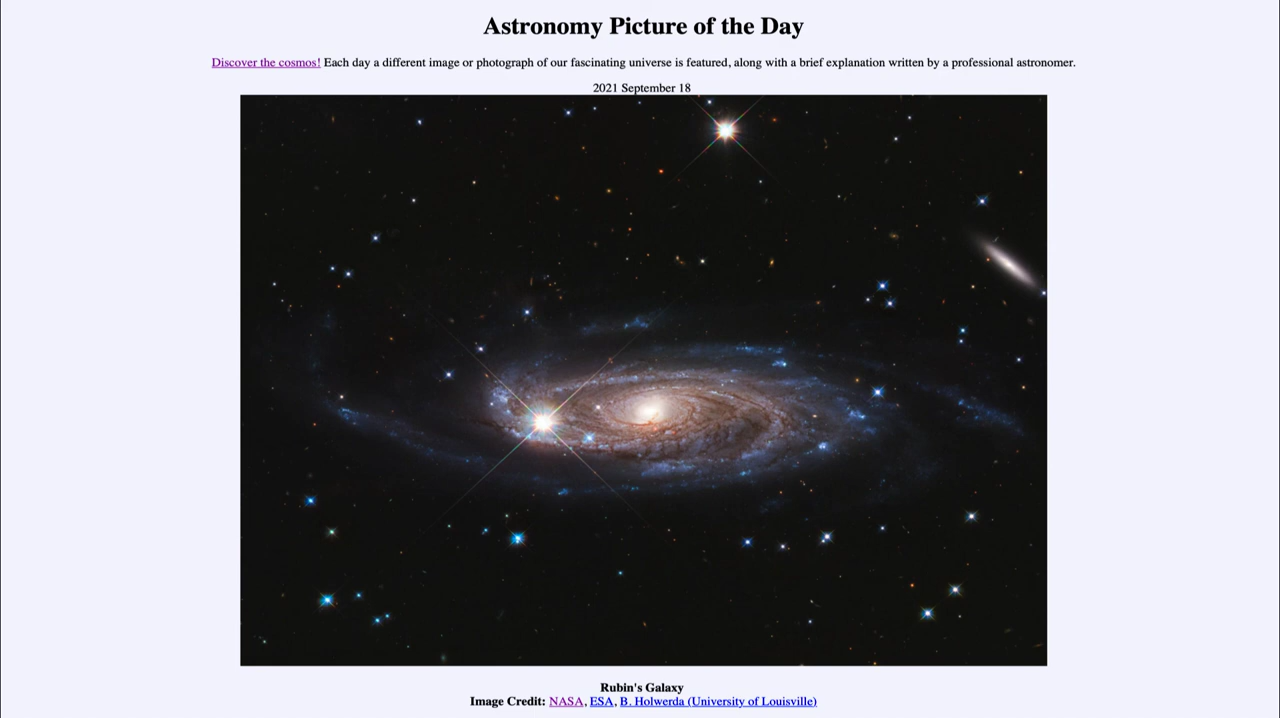 Astronomy Picture of the Day
Discover the cosmos! Each day a different image or photograph of our fascinating universe is featured, along with a brief explanation written by a professional astronomer.
2021 September 18
Rubin's Galaxy
Image Credit: NASA, ESA, B. Holwerda (University of Louisville)